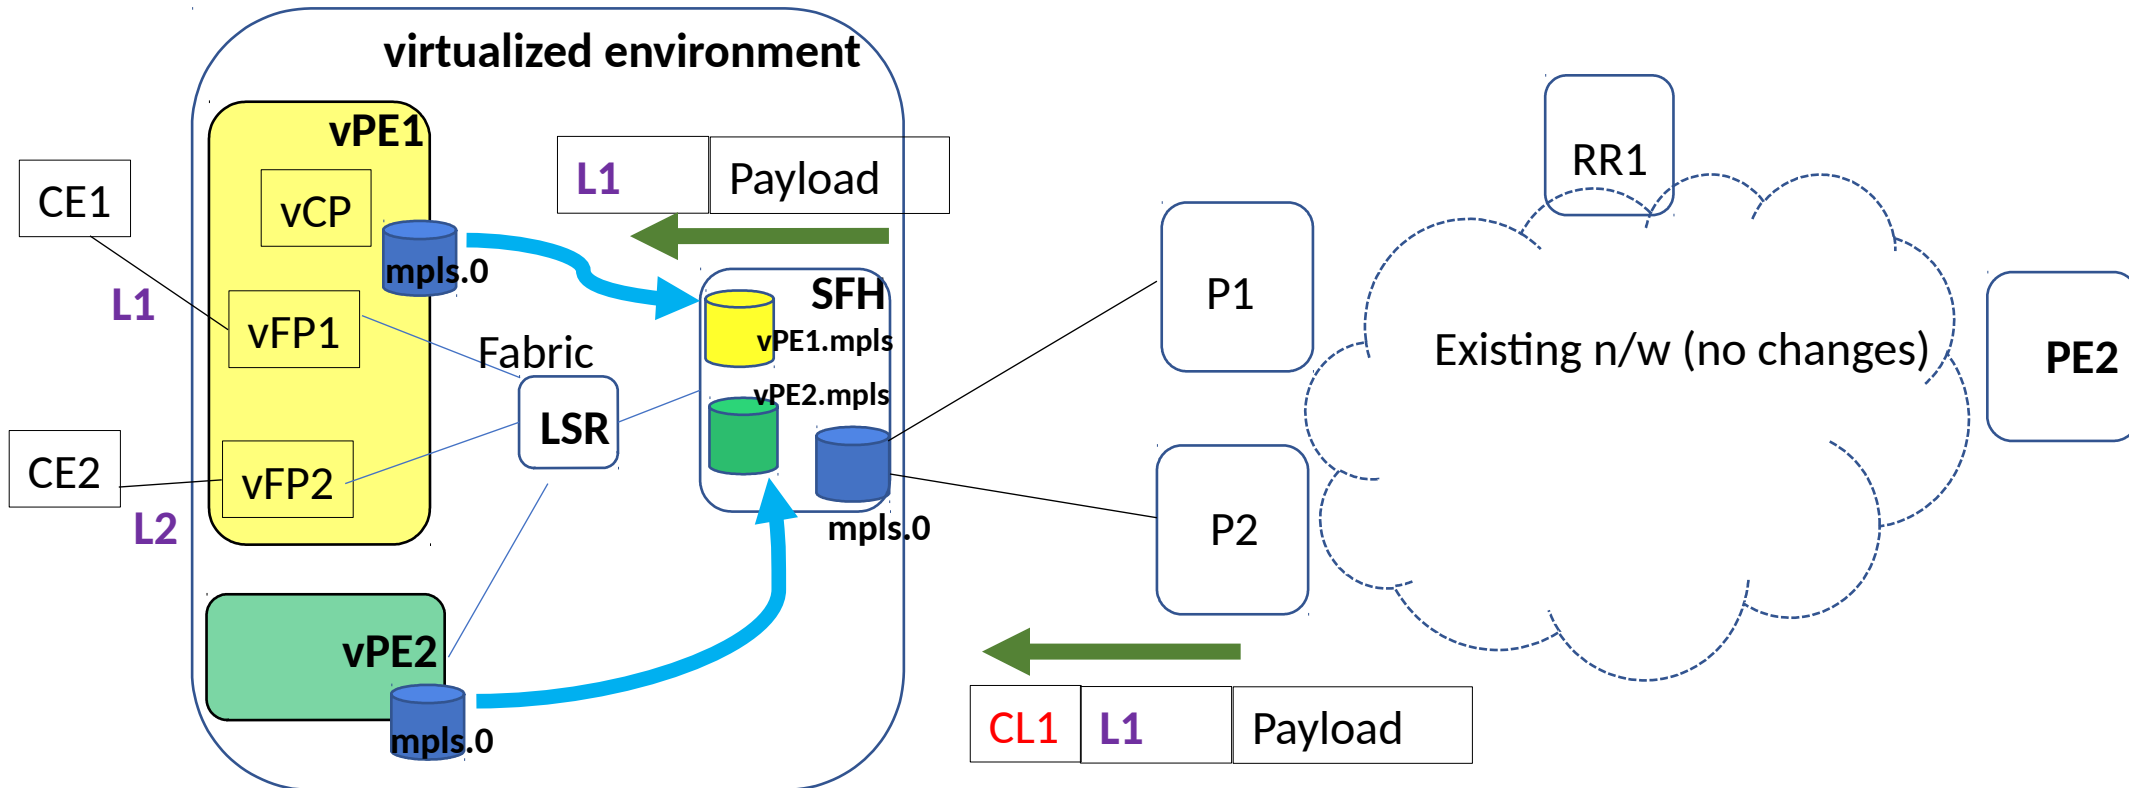 virtualized environment
vPE1
CE1
vCP
mpls.0
L1
vFP1
CE2
vFP2
L2
vPE2
mpls.0
L1 Payload
Fabric
LSR
SFH
vPE1.mpls
vPE2.mpls
mpls.0
P1
P2
CL1 L1 Payload
RR1
Existing n/w (no changes)
PE2